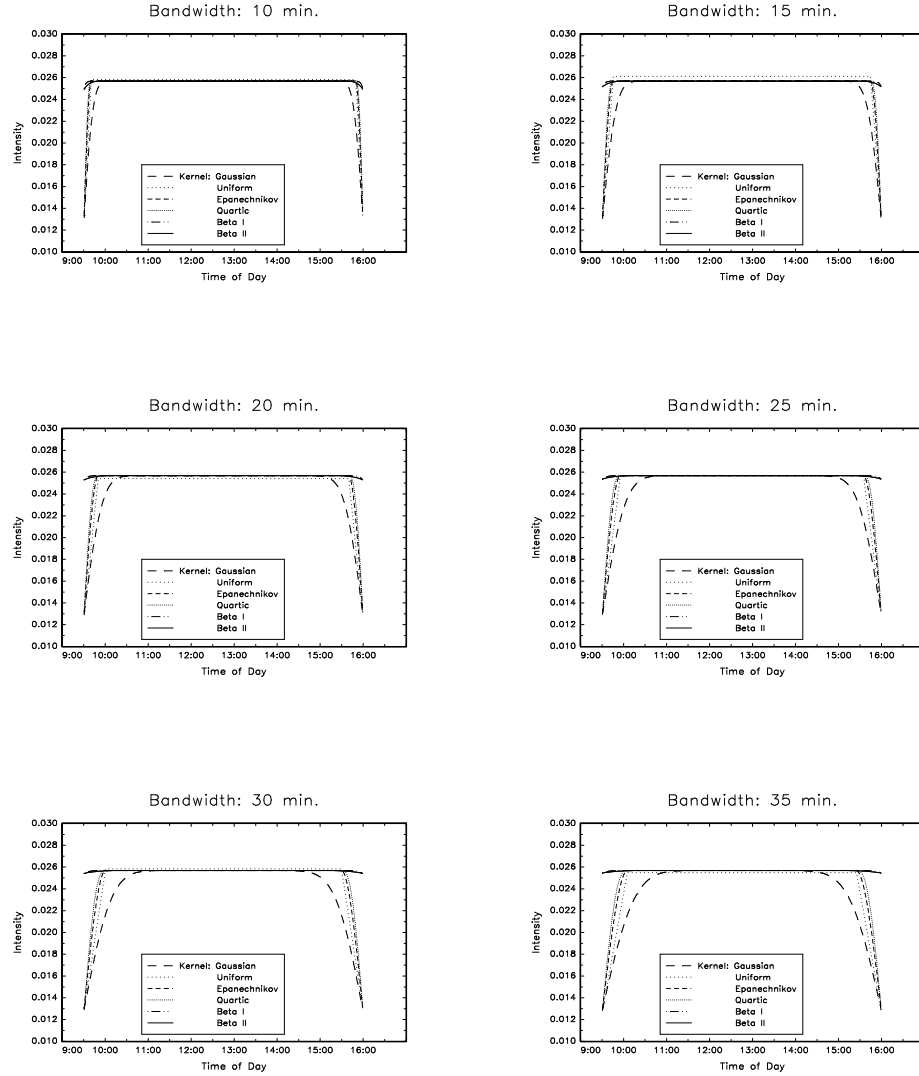 Bandwidth: 10 min.
0.030
0.028
0.026
0.024
0.022
0.020
0.018
0.016
0.014
0.012
0.010
Intensity
Kernel: Gaussian
Uniform
Epanechnikov
Quartic
Beta I
Beta II
9:00 10:00 11:00 12:00 13:00 14:00 15:00 16:00
Time of Day
Bandwidth: 15 min.
0.030
0.028
0.026
0.024
0.022
0.020
0.018
0.016
0.014
0.012
0.010
Intensity
Kernel: Gaussian
Uniform
Epanechnikov
Quartic
Beta I
Beta II
9:00 10:00 11:00 12:00 13:00 14:00 15:00 16:00
Time of Day
Bandwidth: 20 min.
0.030
0.028
0.026
0.024
0.022
0.020
0.018
0.016
0.014
0.012
0.010
Intensity
Kernel: Gaussian
Uniform
Epanechnikov
Quartic
Beta I
Beta II
9:00 10:00 11:00 12:00 13:00 14:00 15:00 16:00
Time of Day
Bandwidth: 25 min.
0.030
0.028
0.026
0.024
0.022
0.020
0.018
0.016
0.014
0.012
0.010
Intensity
Kernel: Gaussian
Uniform
Epanechnikov
Quartic
Beta I
Beta II
9:00 10:00 11:00 12:00 13:00 14:00 15:00 16:00
Time of Day
Bandwidth: 30 min.
0.030
0.028
0.026
0.024
0.022
0.020
0.018
0.016
0.014
0.012
0.010
Intensity
Kernel: Gaussian
Uniform
Epanechnikov
Quartic
Beta I
Beta II
9:00 10:00 11:00 12:00 13:00 14:00 15:00 16:00
Time of Day
Bandwidth: 35 min.
0.030
0.028
0.026
0.024
0.022
0.020
0.018
0.016
0.014
0.012
0.010
Intensity
Kernel: Gaussian
Uniform
Epanechnikov
Quartic
Beta I
Beta II
9:00 10:00 11:00 12:00 13:00 14:00 15:00 16:00
Time of Day